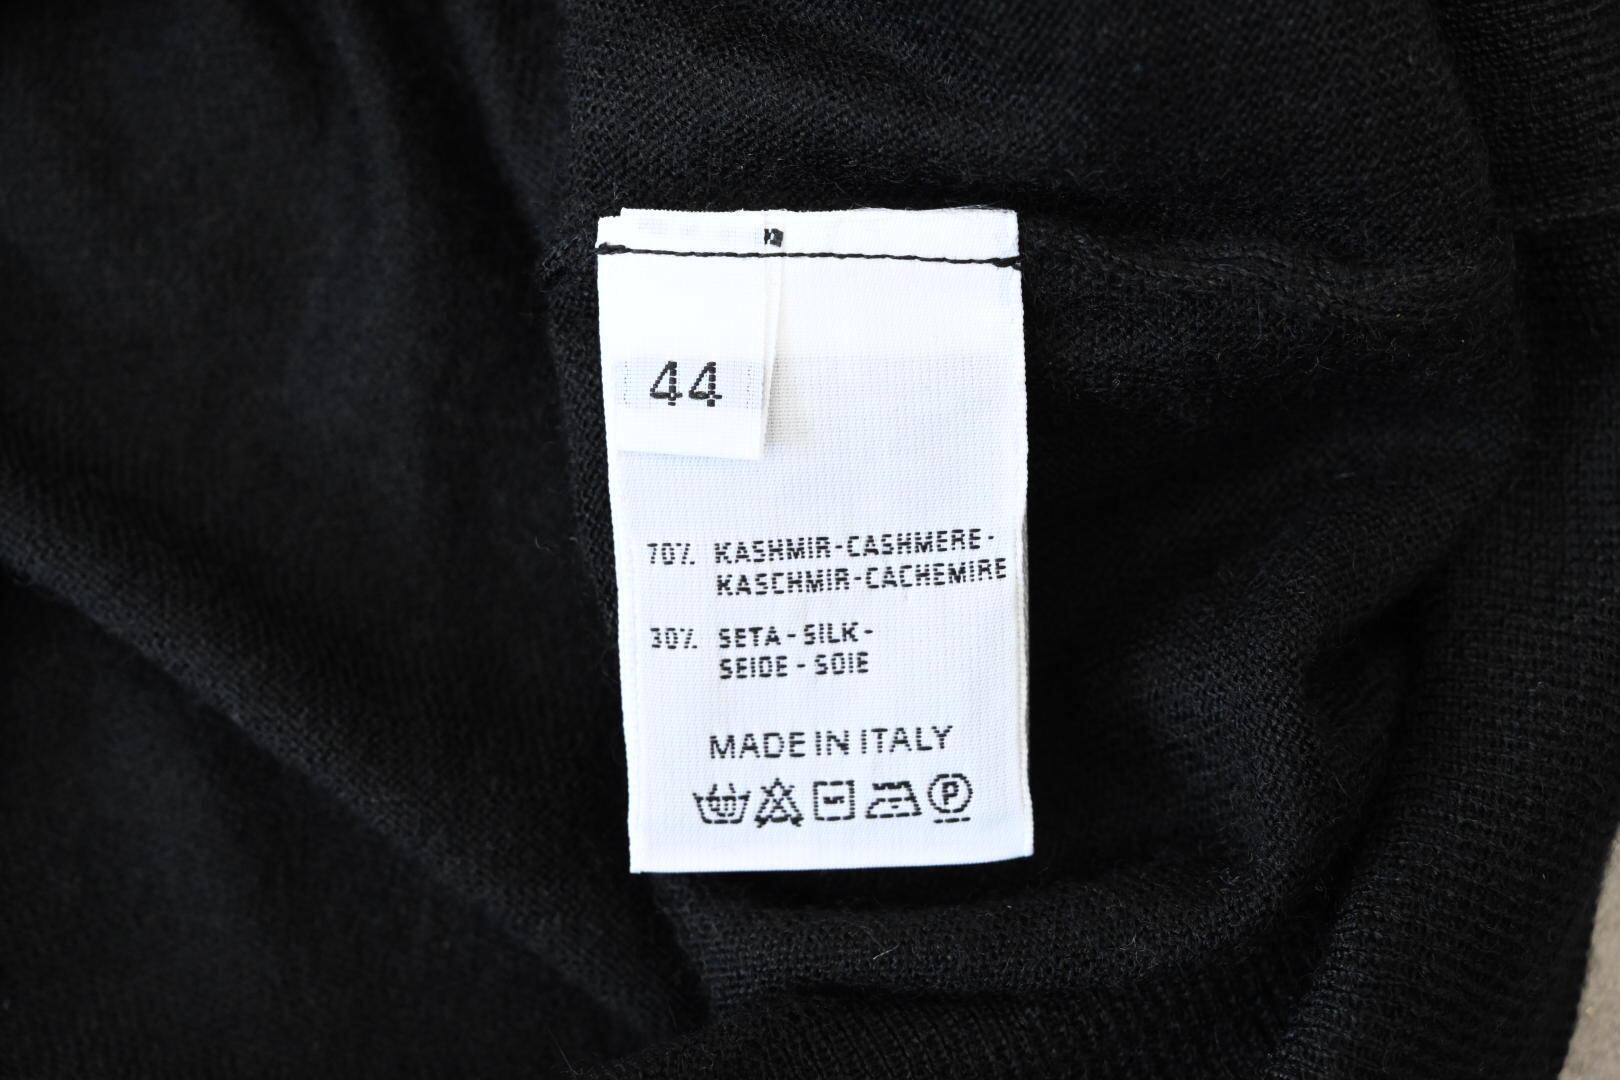 44
70% KASHMIR-CASHMERE-
KASCHMIR-CACHEMIRE
30% SETA-SILK-
SEIDE-SOIE
MADE IN ITALY
P